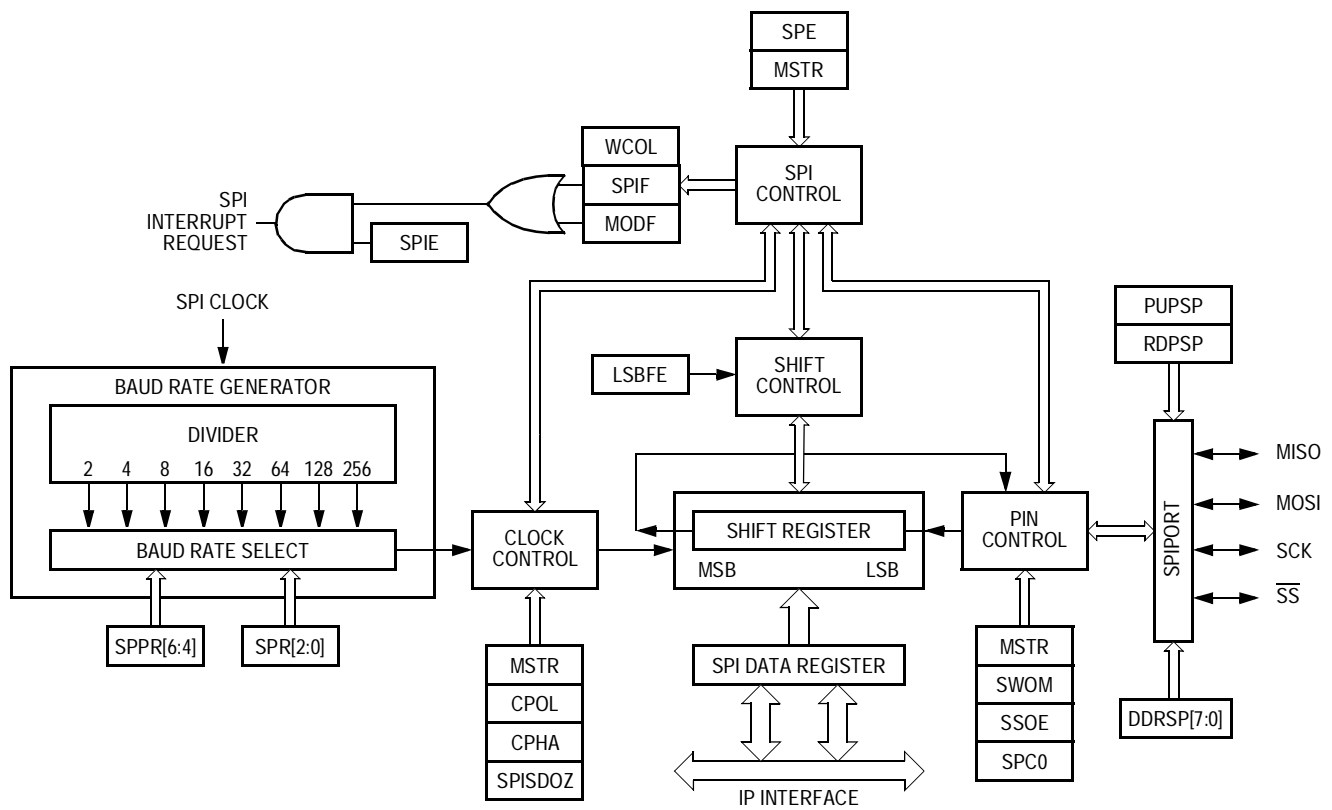 SPE
MSTR
WCOL
SPIF
MODF
SPI
CONTROL
SPI
INTERRUPT
REQUEST
SPIE
SPI CLOCK
PUPSP
RDPSP
LSBFE
SHIFT
CONTROL
BAUD RATE GENERATOR
DIVIDER
2 4 8 16 32 64 128 256
BAUD RATE SELECT
SPPR[6:4]
SPR[2:0]
CLOCK
CONTROL
SHIFT REGISTER
MSB LSB
PIN
CONTROL
SPIPORT
MISO
MOSI
SCK
S̅S̅
MSTR
CPOL
CPHA
SPISDOZ
SPI DATA REGISTER
IP INTERFACE
MSTR
SWOM
SSOE
SPC0
DDRSP[7:0]